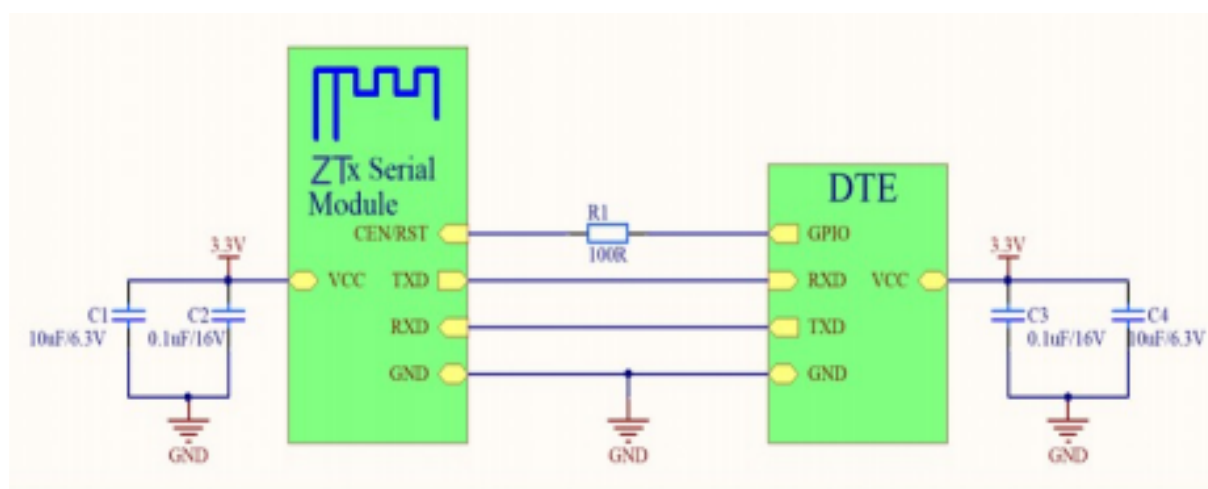 ZTx Serial
Module
DTE
R1
CEN/RST
GPIO
100R
3.3V
3.3V
VCC
TXD
RXD
VCC
C1
C2
C3
C4
10uF/6.3V
0.1uF/16V
0.1uF/16V
10uF/6.3V
RXD
TXD
GND
GND
GND
GND
GND